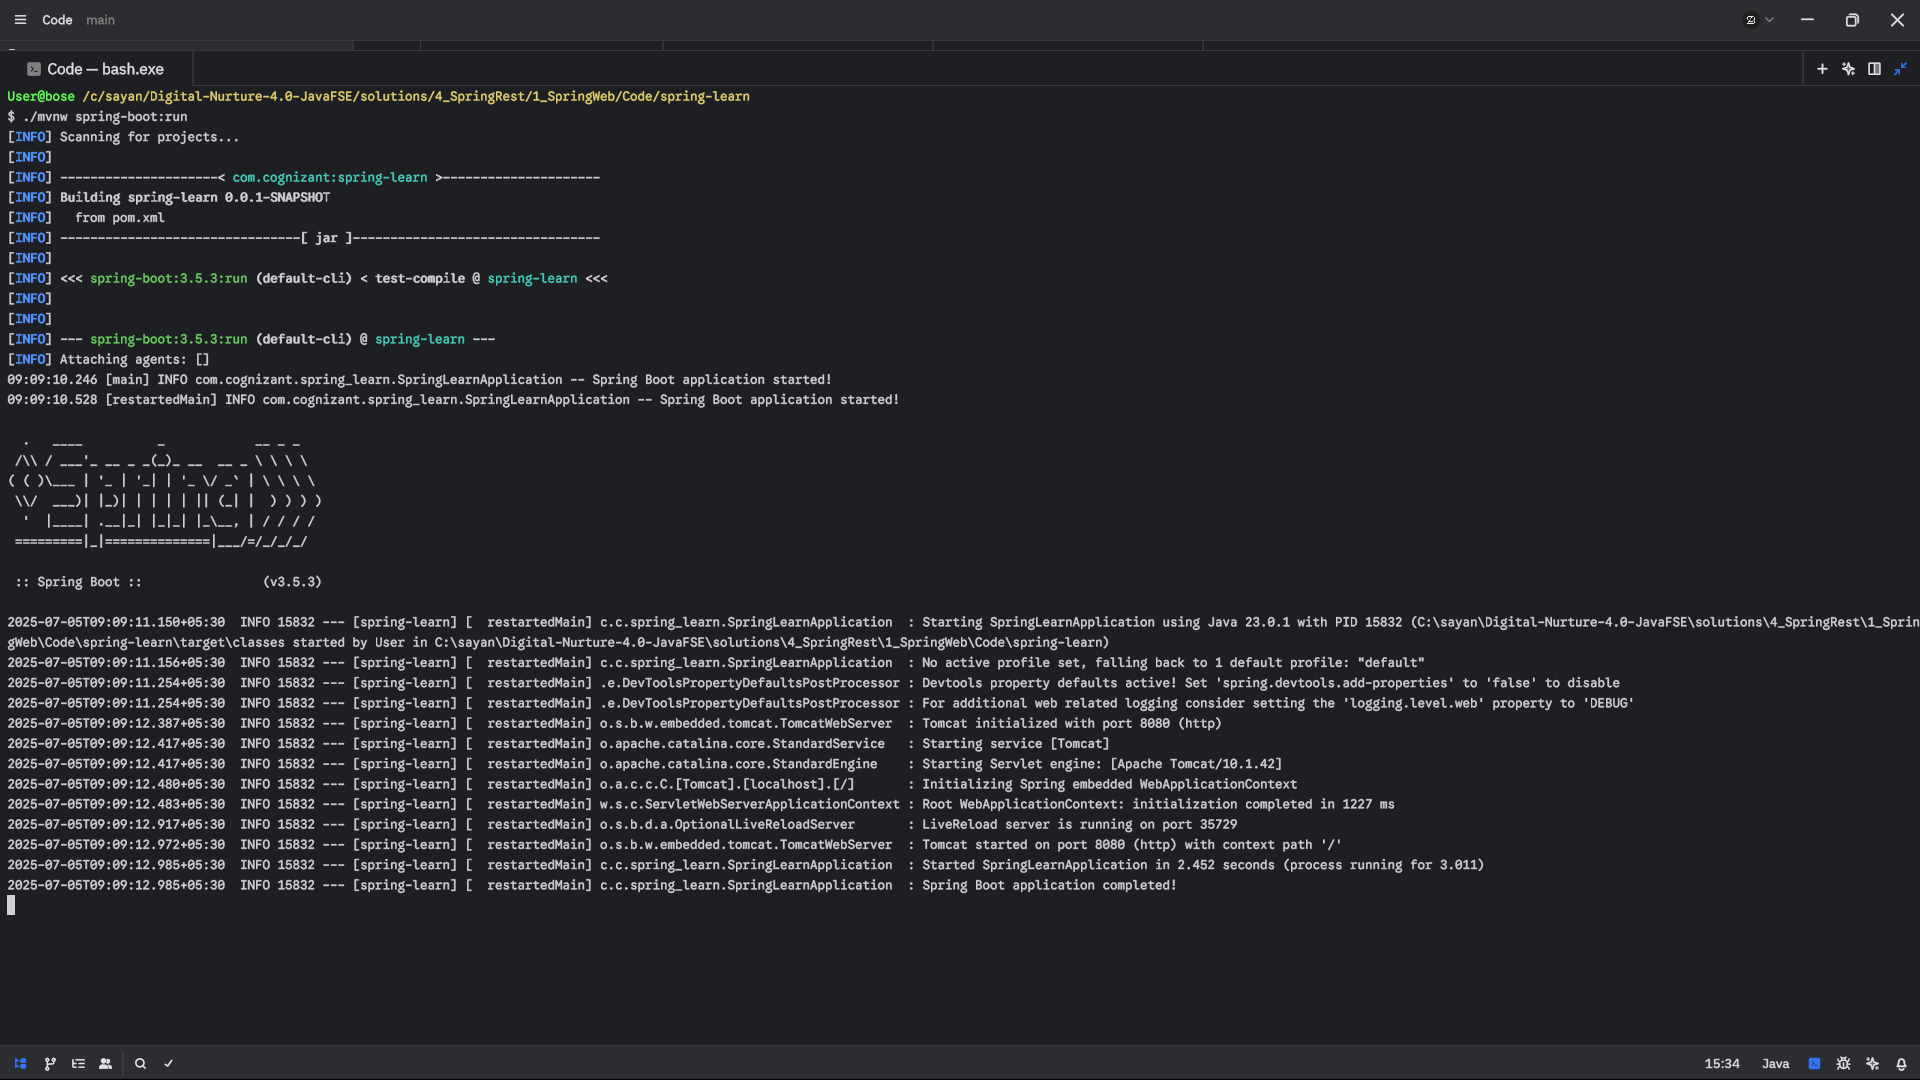 Code main
Code — bash.exe
User@bose /c/sayan/Digital-Nurture-4.0-JavaFSE/solutions/4_SpringRest/1_SpringWeb/Code/spring-learn
$ ./mvnw spring-boot:run
[INFO] Scanning for projects...
[INFO]
[INFO] ---------------------< com.cognizant:spring-learn >---------------------
[INFO] Building spring-learn 0.0.1-SNAPSHOT
[INFO]   from pom.xml
[INFO] --------------------------------[ jar ]---------------------------------
[INFO]
[INFO] <<< spring-boot:3.5.3:run (default-cli) < test-compile @ spring-learn <<<
[INFO]
[INFO]
[INFO] --- spring-boot:3.5.3:run (default-cli) @ spring-learn ---
[INFO] Attaching agents: []
09:09:10.246 [main] INFO com.cognizant.spring_learn.SpringLearnApplication -- Spring Boot application started!
09:09:10.528 [restartedMain] INFO com.cognizant.spring_learn.SpringLearnApplication -- Spring Boot application started!
  .   ____          _            __ _ _
 /\\ / ___'_ __ _ _(_)_ __  __ _ \ \ \ \
( ( )\___ | '_ | '_| | '_ \/ _` | \ \ \ \
 \\/  ___)| |_)| | | | | || (_| |  ) ) ) )
  '  |____| .__|_| |_|_| |_\__, | / / / /
 =========|_|==============|___/=/_/_/_/
 :: Spring Boot ::                (v3.5.3)
2025-07-05T09:09:11.150+05:30  INFO 15832 --- [spring-learn] [  restartedMain] c.c.spring_learn.SpringLearnApplication  : Starting SpringLearnApplication using Java 23.0.1 with PID 15832 (C:\sayan\Digital-Nurture-4.0-JavaFSE\solutions\4_SpringRest\1_Sprin
gWeb\Code\spring-learn\target\classes started by User in C:\sayan\Digital-Nurture-4.0-JavaFSE\solutions\4_SpringRest\1_SpringWeb\Code\spring-learn)
2025-07-05T09:09:11.156+05:30  INFO 15832 --- [spring-learn] [  restartedMain] c.c.spring_learn.SpringLearnApplication  : No active profile set, falling back to 1 default profile: "default"
2025-07-05T09:09:11.254+05:30  INFO 15832 --- [spring-learn] [  restartedMain] .e.DevToolsPropertyDefaultsPostProcessor : Devtools property defaults active! Set 'spring.devtools.add-properties' to 'false' to disable
2025-07-05T09:09:11.254+05:30  INFO 15832 --- [spring-learn] [  restartedMain] .e.DevToolsPropertyDefaultsPostProcessor : For additional web related logging consider setting the 'logging.level.web' property to 'DEBUG'
2025-07-05T09:09:12.387+05:30  INFO 15832 --- [spring-learn] [  restartedMain] o.s.b.w.embedded.tomcat.TomcatWebServer  : Tomcat initialized with port 8080 (http)
2025-07-05T09:09:12.417+05:30  INFO 15832 --- [spring-learn] [  restartedMain] o.apache.catalina.core.StandardService   : Starting service [Tomcat]
2025-07-05T09:09:12.417+05:30  INFO 15832 --- [spring-learn] [  restartedMain] o.apache.catalina.core.StandardEngine    : Starting Servlet engine: [Apache Tomcat/10.1.42]
2025-07-05T09:09:12.480+05:30  INFO 15832 --- [spring-learn] [  restartedMain] o.a.c.c.C.[Tomcat].[localhost].[/]       : Initializing Spring embedded WebApplicationContext
2025-07-05T09:09:12.483+05:30  INFO 15832 --- [spring-learn] [  restartedMain] w.s.c.ServletWebServerApplicationContext : Root WebApplicationContext: initialization completed in 1227 ms
2025-07-05T09:09:12.917+05:30  INFO 15832 --- [spring-learn] [  restartedMain] o.s.b.d.a.OptionalLiveReloadServer       : LiveReload server is running on port 35729
2025-07-05T09:09:12.972+05:30  INFO 15832 --- [spring-learn] [  restartedMain] o.s.b.w.embedded.tomcat.TomcatWebServer  : Tomcat started on port 8080 (http) with context path '/'
2025-07-05T09:09:12.985+05:30  INFO 15832 --- [spring-learn] [  restartedMain] c.c.spring_learn.SpringLearnApplication  : Started SpringLearnApplication in 2.452 seconds (process running for 3.011)
2025-07-05T09:09:12.985+05:30  INFO 15832 --- [spring-learn] [  restartedMain] c.c.spring_learn.SpringLearnApplication  : Spring Boot application completed!
15:34 Java